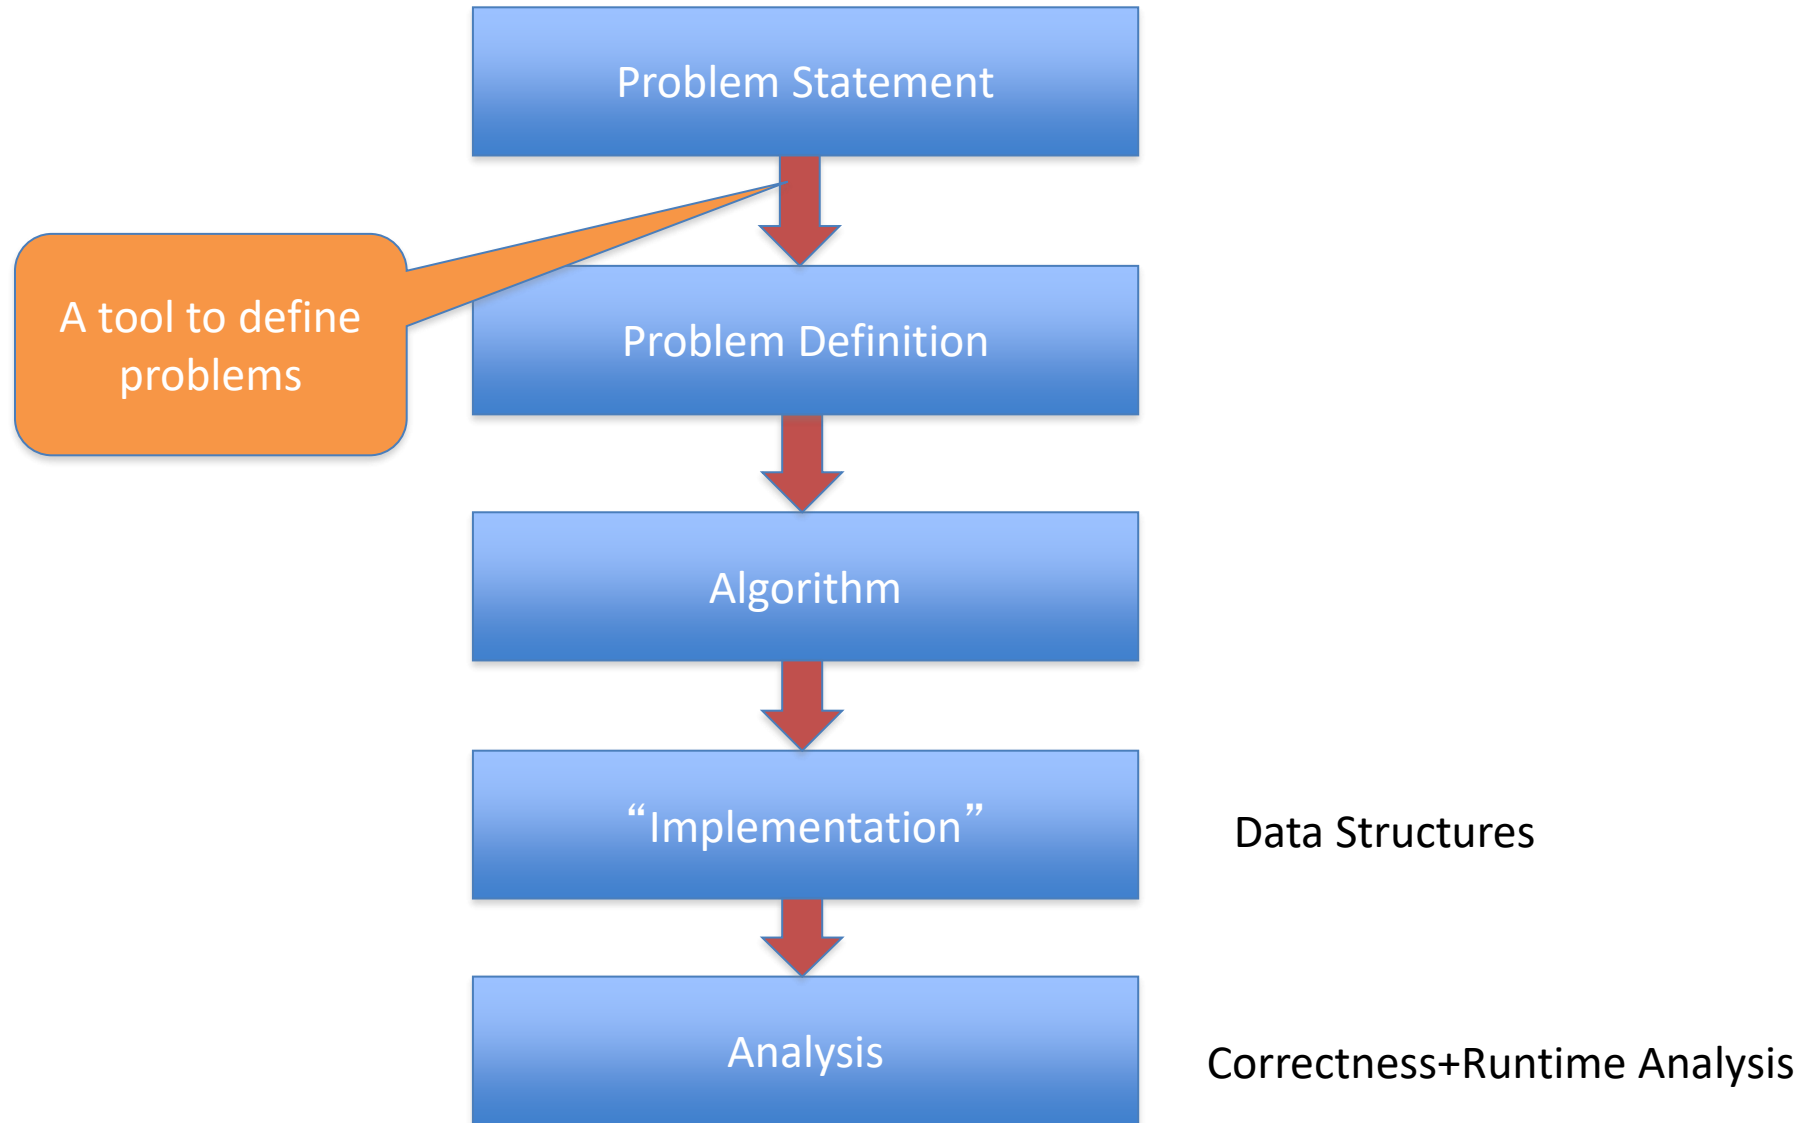 Problem Statement
A tool to define
problems
Problem Definition
Algorithm
“Implementation”
Data Structures
Analysis
Correctness+Runtime Analysis